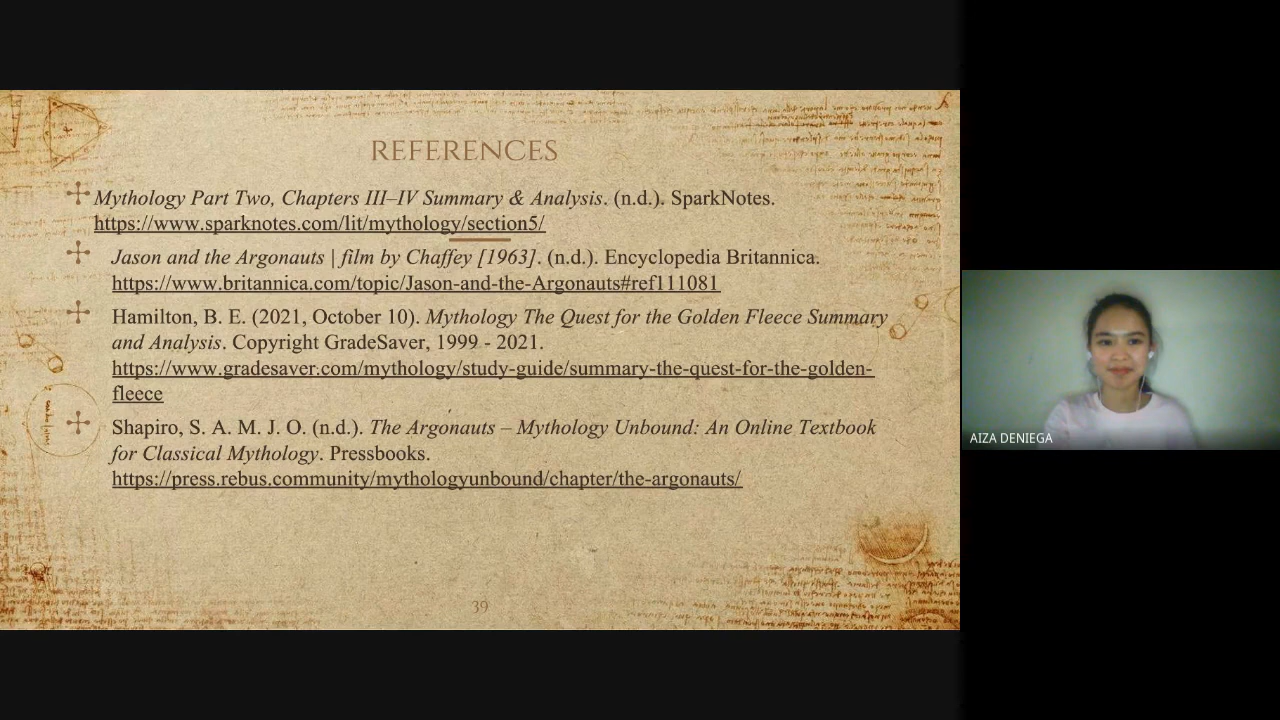 REFERENCES
Mythology Part Two, Chapters III–IV Summary & Analysis. (n.d.). SparkNotes.
https://www.sparknotes.com/lit/mythology/section5/
Jason and the Argonauts | film by Chaffey [1963]. (n.d.). Encyclopedia Britannica.
https://www.britannica.com/topic/Jason-and-the-Argonauts#ref111081
Hamilton, B. E. (2021, October 10). Mythology The Quest for the Golden Fleece Summary
and Analysis. Copyright GradeSaver, 1999 - 2021.
https://www.gradesaver.com/mythology/study-guide/summary-the-quest-for-the-golden-
fleece
Shapiro, S. A. M. J. O. (n.d.). The Argonauts – Mythology Unbound: An Online Textbook
for Classical Mythology. Pressbooks.
https://press.rebus.community/mythologyunbound/chapter/the-argonauts/
39
AIZA DENIEGA